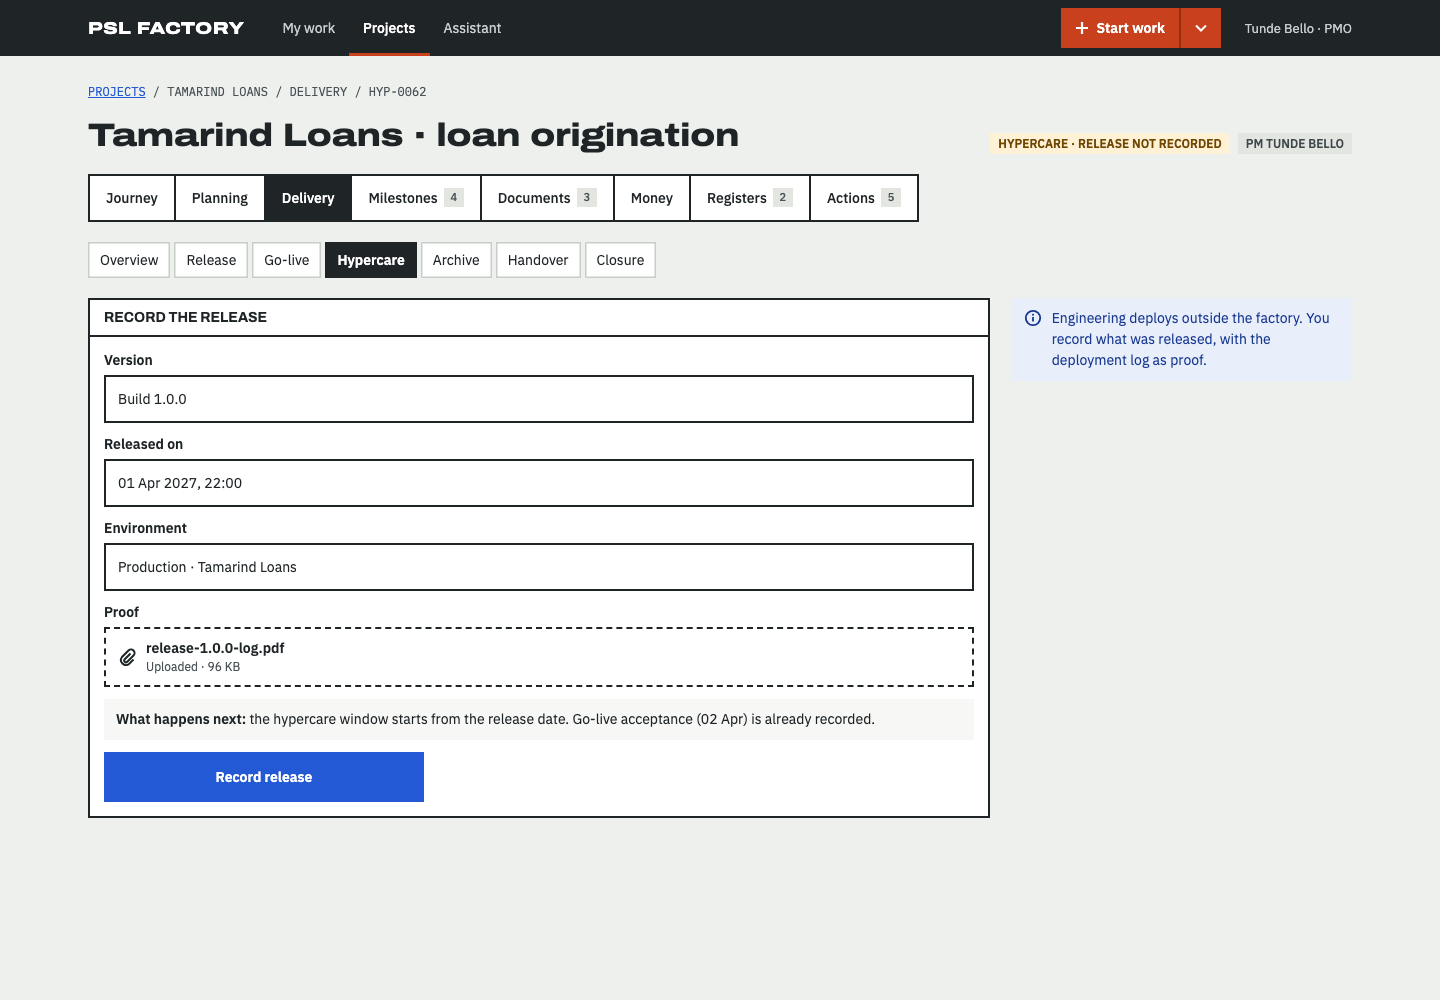 PSL FACTORY
My work
Projects
Assistant
Start work
Tunde Bello · PMO
PROJECTS / TAMARIND LOANS / DELIVERY / HYP-0062
Tamarind Loans · loan origination
HYPERCARE · RELEASE NOT RECORDED
PM TUNDE BELLO
Journey
Planning
Delivery
Milestones 4
Documents 3
Money
Registers 2
Actions 5
Overview
Release
Go-live
Hypercare
Archive
Handover
Closure
RECORD THE RELEASE
Version
Build 1.0.0
Released on
01 Apr 2027, 22:00
Environment
Production · Tamarind Loans
Proof
release-1.0.0-log.pdf
Uploaded · 96 KB
What happens next: the hypercare window starts from the release date. Go-live acceptance (02 Apr) is already recorded.
Record release
Engineering deploys outside the factory. You
record what was released, with the
deployment log as proof.